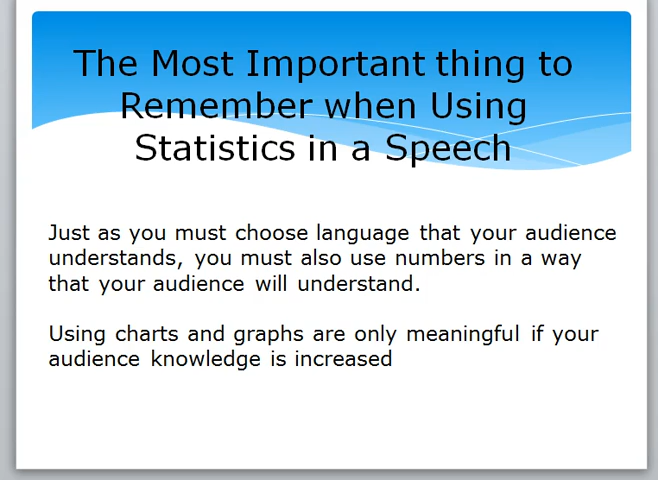 The Most Important thing to
Remember when Using
Statistics in a Speech
Just as you must choose language that your audience
understands, you must also use numbers in a way
that your audience will understand.
Using charts and graphs are only meaningful if your
audience knowledge is increased